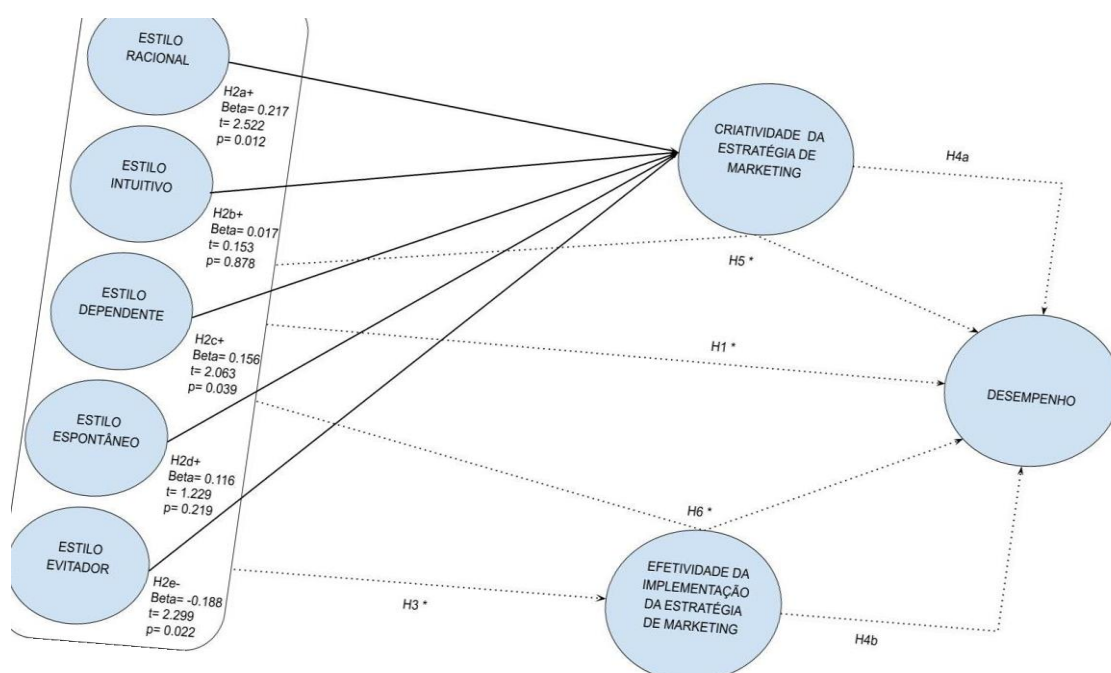 ESTILO
RACIONAL
H2a+
Beta= 0.217
t= 2.522
p= 0.012
ESTILO
INTUITIVO
H2b+
Beta= 0.017
t= 0.153
p= 0.878
ESTILO
DEPENDENTE
H2c+
Beta= 0.156
t= 2.063
p= 0.039
ESTILO
ESPONTÂNEO
H2d+
Beta= 0.116
t= 1.229
p= 0.219
ESTILO
EVITADOR
H2e-
Beta= -0.188
t= 2.299
p= 0.022
CRIATIVIDADE DA
ESTRATÉGIA DE
MARKETING
H4a
H5 *
H1 *
DESEMPENHO
H6 *
H3 *
EFETIVIDADE DA
IMPLEMENTAÇÃO
DA ESTRATÉGIA
DE MARKETING
H4b